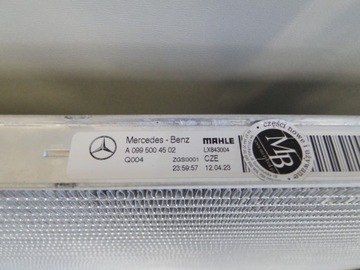 Mercedes-Benz MAHLE
A 099 500 45 02 LX843004
Q004 ZGS0001 CZE
23:59:57 12.04.23
części nowe i używane
MB